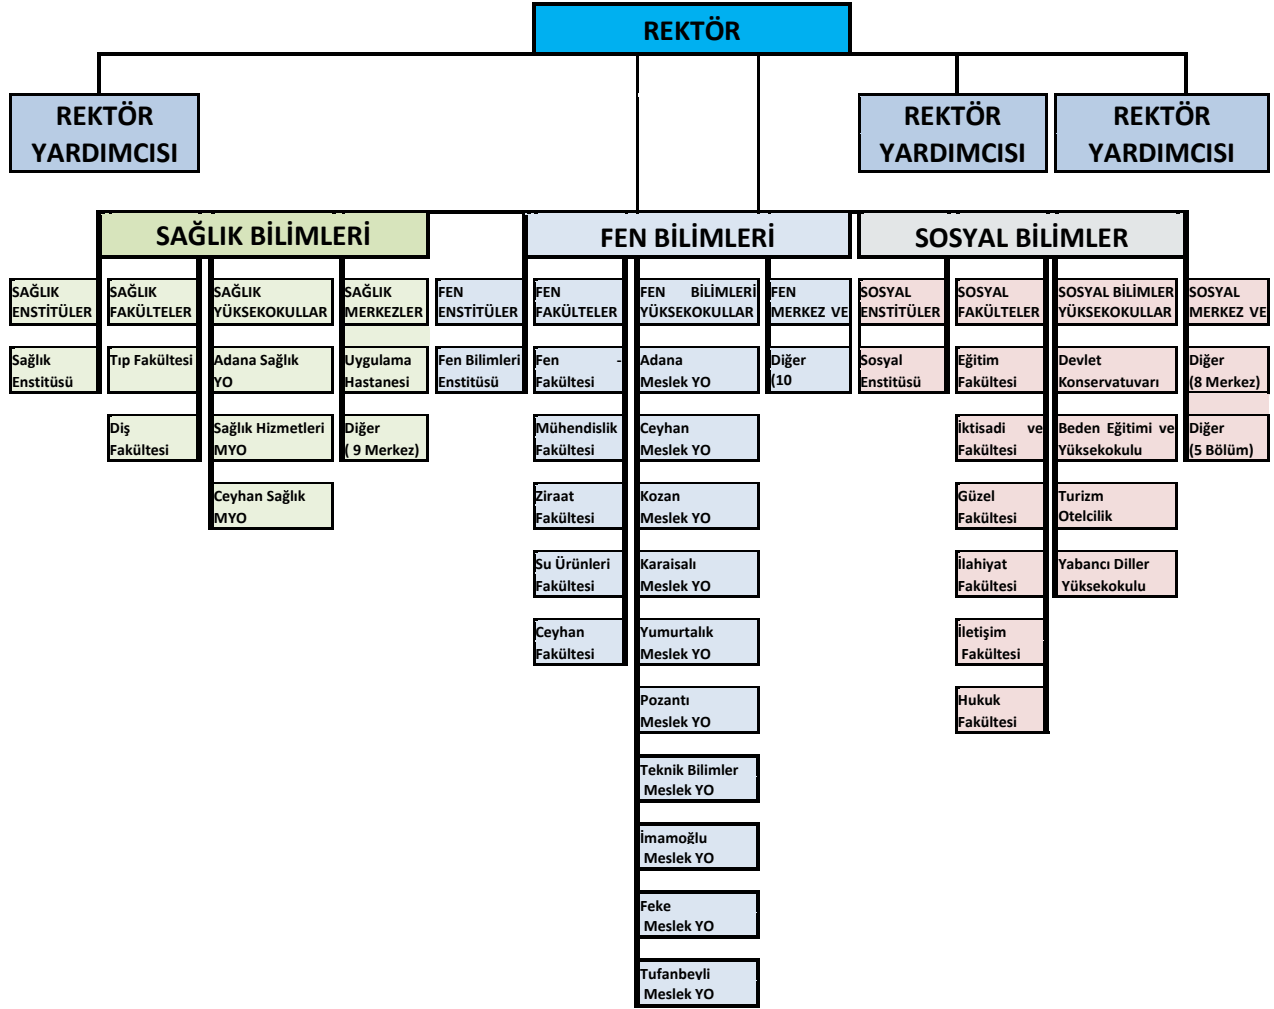 REKTÖR
REKTÖR
YARDIMCISI
REKTÖR
YARDIMCISI
REKTÖR
YARDIMCISI
SAĞLIK BİLİMLERİ
FEN BİLİMLERİ
SOSYAL BİLİMLER
SAĞLIK
ENSTİTÜLER
SAĞLIK
FAKÜLTELER
SAĞLIK
YÜKSEKOKULLAR
SAĞLIK
MERKEZLER
FEN
ENSTİTÜLER
FEN
FAKÜLTELER
FEN BİLİMLERİ
YÜKSEKOKULLAR
FEN
MERKEZ VE
SOSYAL
ENSTİTÜLER
SOSYAL
FAKÜLTELER
SOSYAL BİLİMLER
YÜKSEKOKULLAR
SOSYAL
MERKEZ VE
Sağlık
Enstitüsü
Tıp Fakültesi
Adana Sağlık
YO
Uygulama
Hastanesi
Fen Bilimleri
Enstitüsü
Fen -
Fakültesi
Adana
Meslek YO
Diğer
(10
Sosyal
Enstitüsü
Eğitim
Fakültesi
Devlet
Konservatuvarı
Diğer
(8 Merkez)
Diş
Fakültesi
Sağlık Hizmetleri
MYO
Diğer
( 9 Merkez)
Mühendislik
Fakültesi
Ceyhan
Meslek YO
İktisadi ve
Fakültesi
Beden Eğitimi ve
Yüksekokulu
Diğer
(5 Bölüm)
Ceyhan Sağlık
MYO
Ziraat
Fakültesi
Kozan
Meslek YO
Güzel
Fakültesi
Turizm
Otelcilik
Su Ürünleri
Fakültesi
Karaisalı
Meslek YO
İlahiyat
Fakültesi
Yabancı Diller
Yüksekokulu
Ceyhan
Fakültesi
Yumurtalık
Meslek YO
İletişim
Fakültesi
Pozantı
Meslek YO
Hukuk
Fakültesi
Teknik Bilimler
Meslek YO
İmamoğlu
Meslek YO
Feke
Meslek YO
Tufanbeyli
Meslek YO